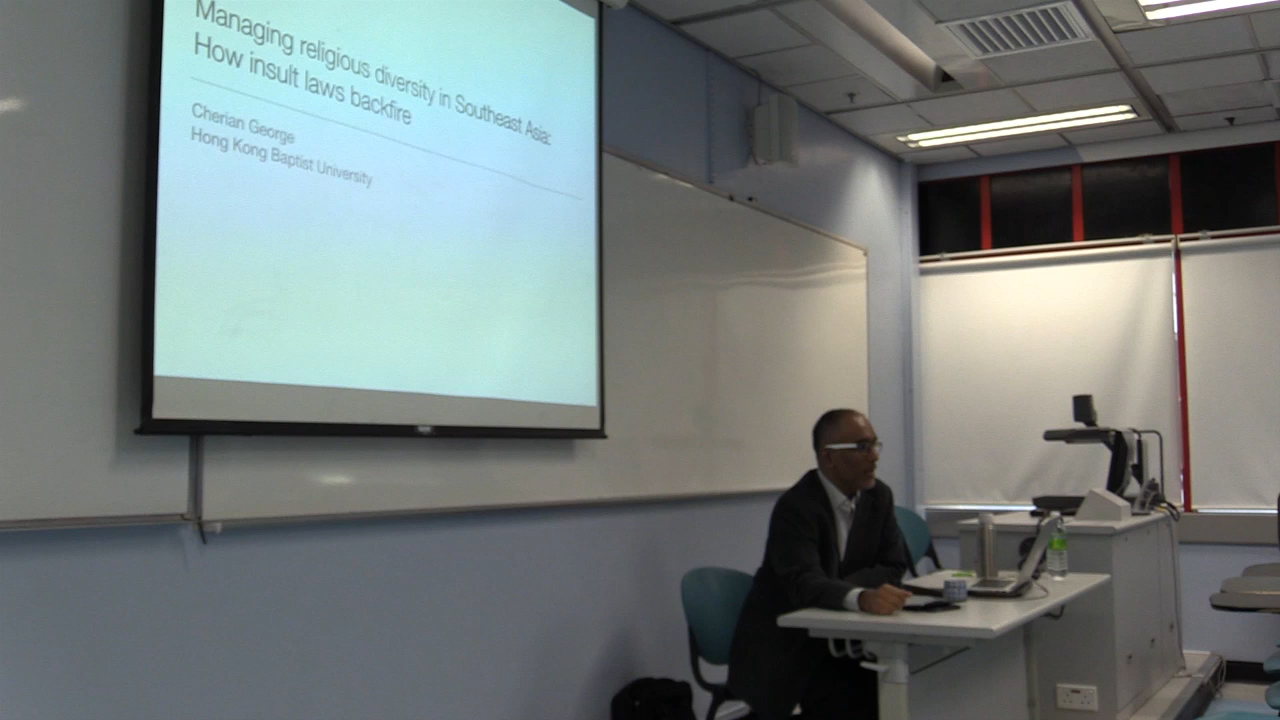 Managing religious diversity in Southeast Asia:
How insult laws backfire
Cherian George
Hong Kong Baptist University